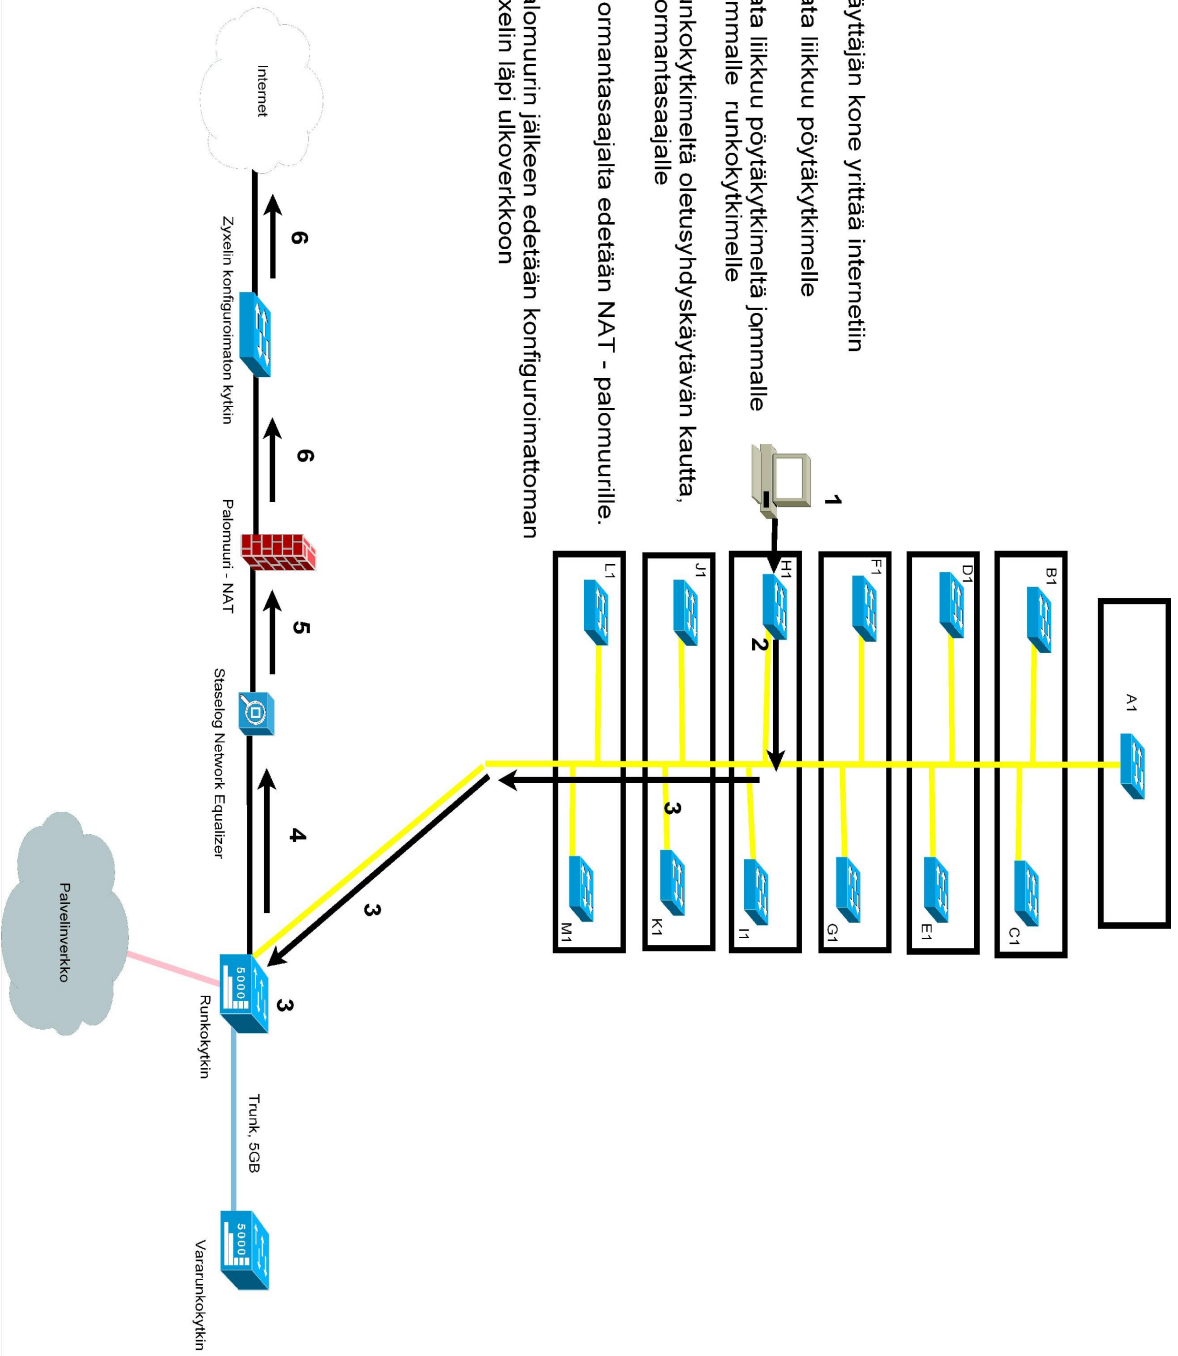 äyttäjän kone yrittää internetiin
ata liikkuu pöytäkytkimelle
ata liikkuu pöytäkytkimeltä jommalle
mmalle runkokytkimelle
unkokytkimeltä oletusyhdyskäytävän kautta,
ormantasaajalle
ormantasaajalta edetään NAT - palomuurille.
alomuurin jälkeen edetään konfiguroimattoman
xelin läpi ulkoverkkoon
A1
B1
C1
D1
E1
F1
G1
H1
I1
J1
K1
L1
M1
1
2
3
3
3
4
5
6
6
Internet
Zyxelin konfiguroimaton kytkin
Palomuuri - NAT
Staselog Network Equalizer
5000
Runkokytkin
Trunk, 5GB
5000
Vararunkokytkin
Palvelinverkko